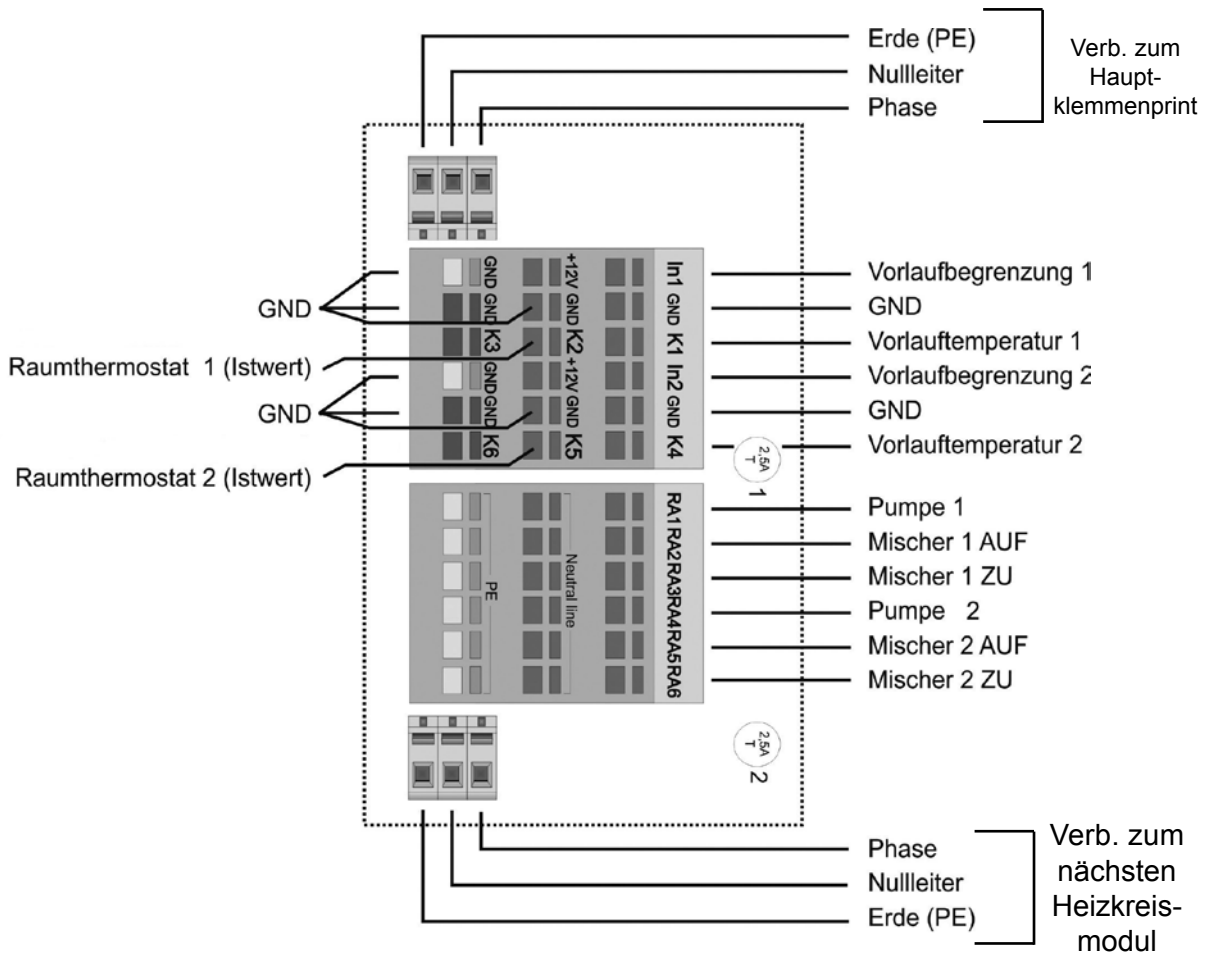 Erde (PE)
Nullleiter
Phase
Verb. zum
Haupt-
klemmenprint
GND
GND
K3
GND
GND
K6
+12V
GND
K2
+12V
GND
K5
In1
GND
K1
In2
GND
K4
GND
Raumthermostat 1 (Istwert)
GND
Raumthermostat 2 (Istwert)
Vorlaufbegrenzung 1
GND
Vorlauftemperatur 1
Vorlaufbegrenzung 2
GND
Vorlauftemperatur 2
2,5A
T
1
PE
Neutral line
RA1
RA2
RA3
RA4
RA5
RA6
Pumpe 1
Mischer 1 AUF
Mischer 1 ZU
Pumpe 2
Mischer 2 AUF
Mischer 2 ZU
2,5A
T
2
Phase
Nullleiter
Erde (PE)
Verb. zum
nächsten
Heizkreis-
modul